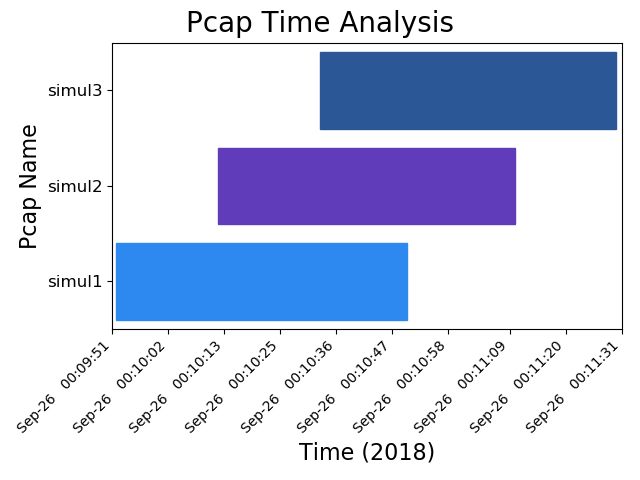 Pcap Time Analysis
Pcap Name
simul3
simul2
simul1
Sep-26 00:09:51
Sep-26 00:10:02
Sep-26 00:10:13
Sep-26 00:10:25
Sep-26 00:10:36
Sep-26 00:10:47
Sep-26 00:10:58
Sep-26 00:11:09
Sep-26 00:11:20
Sep-26 00:11:31
Time (2018)